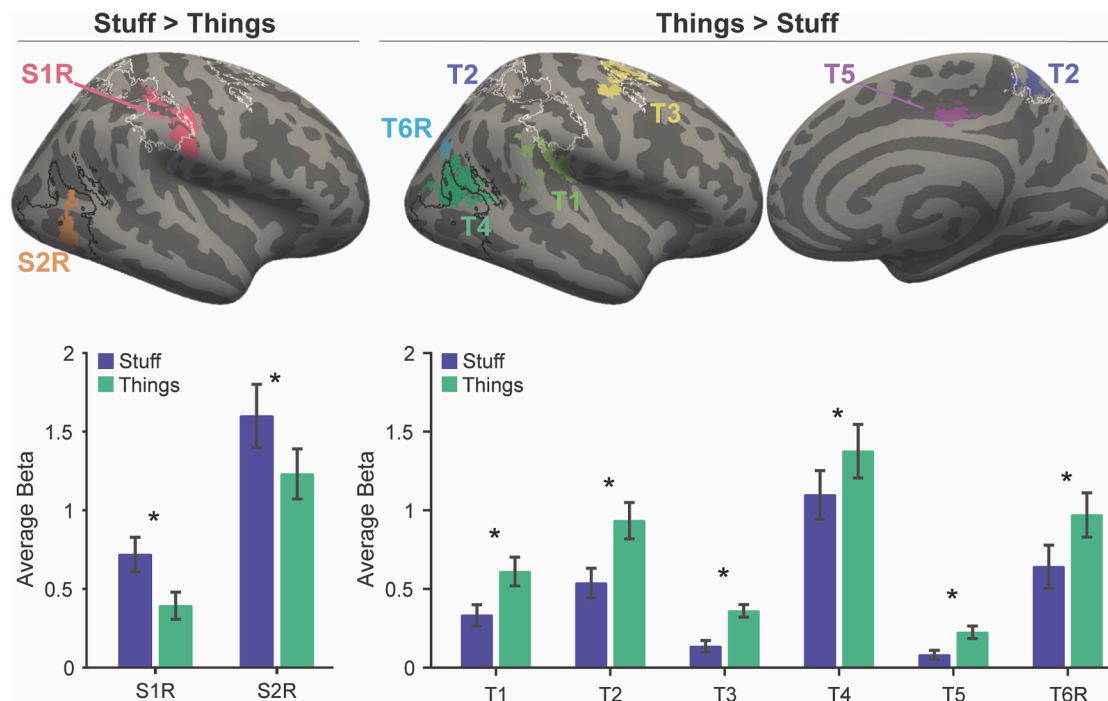 Stuff > Things
Things > Stuff
S1R
S2R
T2
T6R
T4
T1
T3
T5
T2
Average Beta
2
1.5
1
0.5
0
Stuff
Things
*
*
S1R
S2R
Average Beta
2
1.5
1
0.5
0
Stuff
Things
*
*
*
*
*
*
T1
T2
T3
T4
T5
T6R